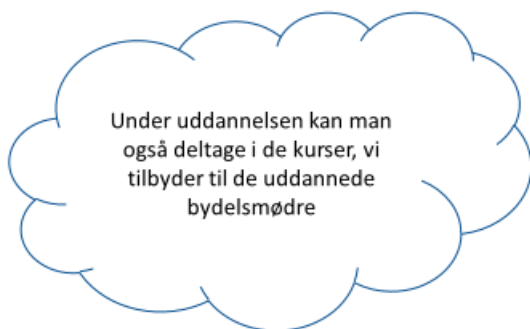 Under uddannelsen kan man
også deltage i de kurser, vi
tilbyder til de uddannede
bydelsmødre